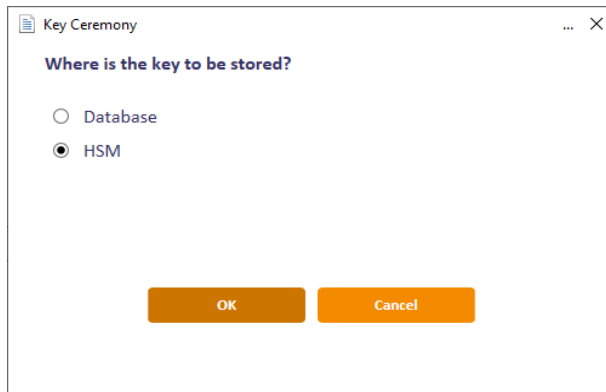 Key Ceremony ...
Where is the key to be stored?
Database
HSM
OK Cancel